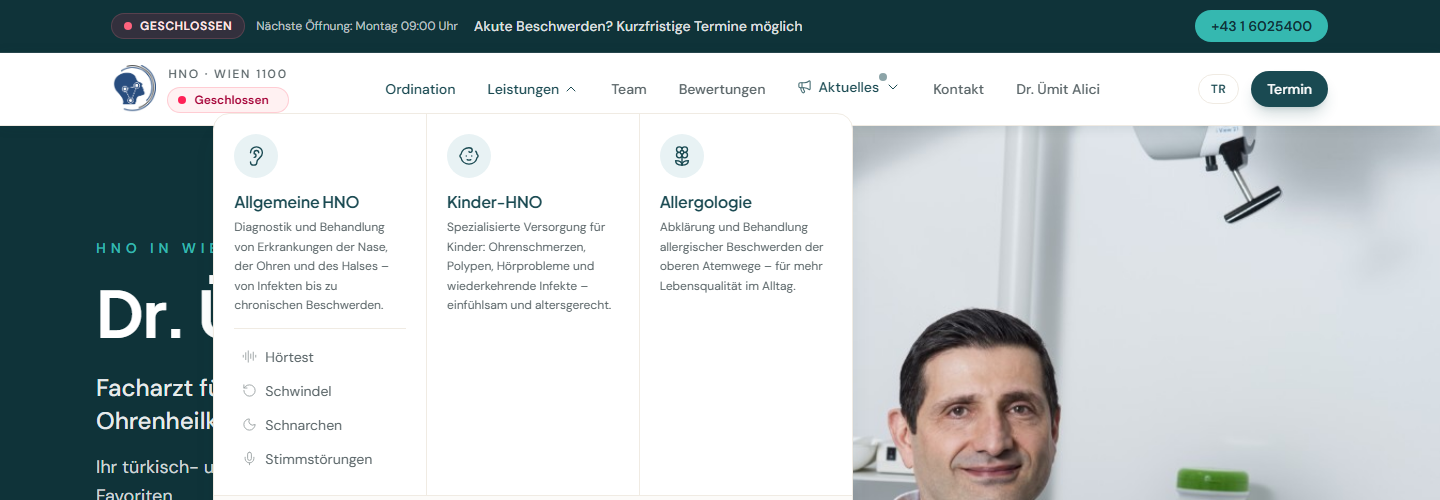 GESCHLOSSEN
Nächste Öffnung: Montag 09:00 Uhr
Akute Beschwerden? Kurzfristige Termine möglich
+43 1 6025400
HNO · WIEN 1100
Geschlossen
Ordination
Leistungen
Team
Bewertungen
Aktuelles
Kontakt
Dr. Ümit Alici
TR
Termin
HNO IN WIE
Dr. Ü
Facharzt fü
Ohrenheilk
Ihr türkisch- u
Favoriten
Allgemeine HNO
Diagnostik und Behandlung
von Erkrankungen der Nase,
der Ohren und des Halses –
von Infekten bis zu
chronischen Beschwerden.
Hörtest
Schwindel
Schnarchen
Stimmstörungen
Kinder-HNO
Spezialisierte Versorgung für
Kinder: Ohrenschmerzen,
Polypen, Hörprobleme und
wiederkehrende Infekte –
einfühlsam und altersgerecht.
Allergologie
Abklärung und Behandlung
allergischer Beschwerden der
oberen Atemwege – für mehr
Lebensqualität im Alltag.